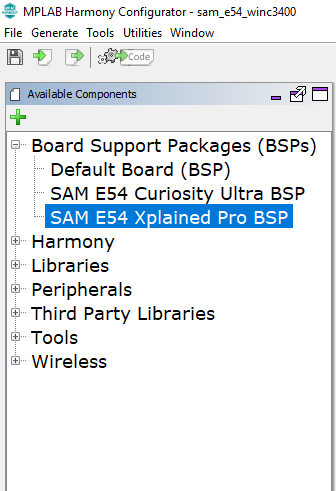 MPLAB Harmony Configurator - sam_e54_winc3400
File Generate Tools Utilities Window
Code
Available Components
Board Support Packages (BSPs)
Default Board (BSP)
SAM E54 Curiosity Ultra BSP
SAM E54 Xplained Pro BSP
Harmony
Libraries
Peripherals
Third Party Libraries
Tools
Wireless